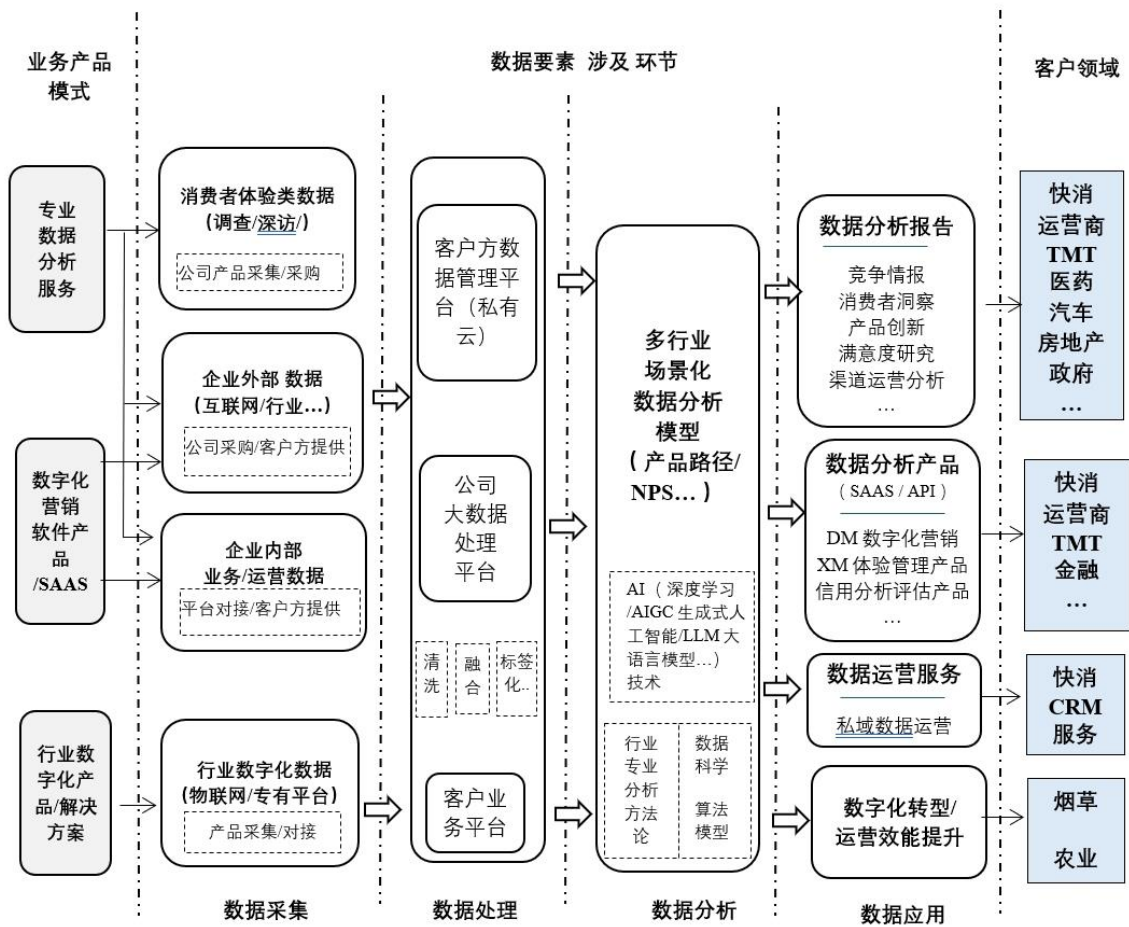 业务产品
模式
数据要素 涉及 环节
客户领域
专业
数据
分析
服务
数字化
营销
软件产
品
/SAAS
行业数
字化产
品/解决
方案
消费者体验类数据
(调查/深访/)
公司产品采集/采购
企业外部 数据
(互联网/行业...)
公司采购/客户方提供
企业内部
业务/运营数据
平台对接/客户方提供
行业数字化数据
(物联网/专有平台)
产品采集/对接
数据采集
客户方数
据管理平
台（私有
云）
公司
大数据
处理
平台
清
洗
融
合
标签
化..
客户业
务平台
数据处理
多行业
场景化
数据分析
模型
（ 产品路径/
NPS… ）
AI（ 深度学习
/AIGC 生成式人
工智能/LLM 大
语言模型...）
技术
行业
专业
分析
方法
论
数据
科学
算法
模型
数据分析
数据分析报告
竞争情报
消费者洞察
产品创新
满意度研究
渠道运营分析
…
数据分析产品
（ SAAS / API ）
DM 数字化营销
XM 体验管理产品
信用分析评估产品
…
数据运营服务
私域数据运营
数字化转型/
运营效能提升
数据应用
快消
运营商
TMT
医药
汽车
房地产
政府
…
快消
运营商
TMT
金融
…
快消
CRM
服务
烟草
农业